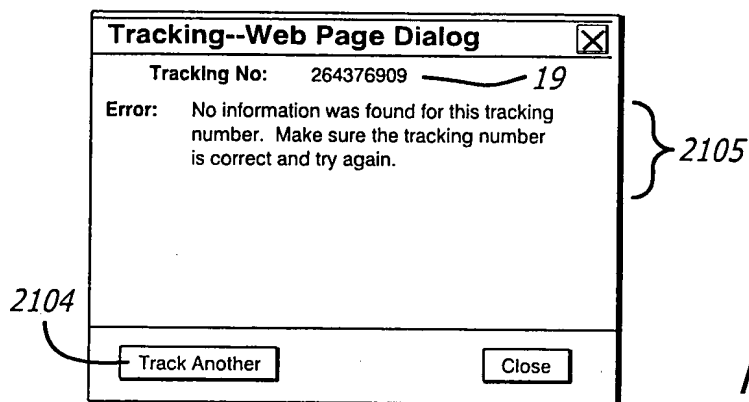 Tracking--Web Page Dialog
Tracking No: 264376909 19
Error: No information was found for this tracking
number. Make sure the tracking number
is correct and try again.
2105
2104
Track Another
Close